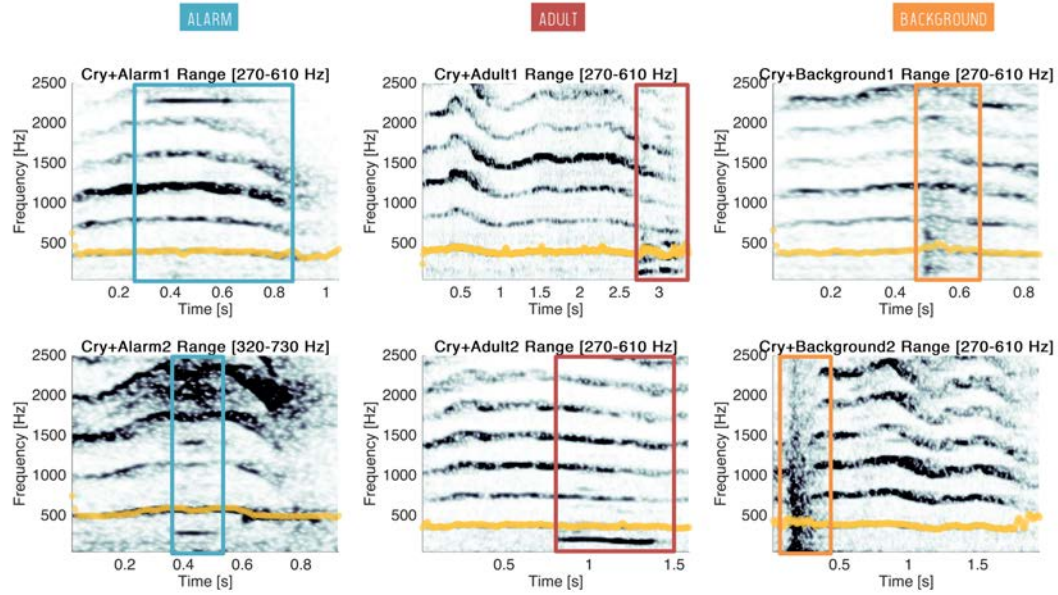 ALARM
ADULT
BACKGROUND
Cry+Alarm1 Range [270-610 Hz]
Cry+Adult1 Range [270-610 Hz]
Cry+Background1 Range [270-610 Hz]
2500
2000
1500
1000
500
Frequency [Hz]
0.2 0.4 0.6 0.8 1
Time [s]
2500
2000
1500
1000
500
Frequency [Hz]
0.5 1 1.5 2 2.5 3
Time [s]
2500
2000
1500
1000
500
Frequency [Hz]
0.2 0.4 0.6 0.8
Time [s]
Cry+Alarm2 Range [320-730 Hz]
Cry+Adult2 Range [270-610 Hz]
Cry+Background2 Range [270-610 Hz]
2500
2000
1500
1000
500
Frequency [Hz]
0.2 0.4 0.6 0.8
Time [s]
2500
2000
1500
1000
500
Frequency [Hz]
0.5 1 1.5
Time [s]
2500
2000
1500
1000
500
Frequency [Hz]
0.5 1 1.5
Time [s]